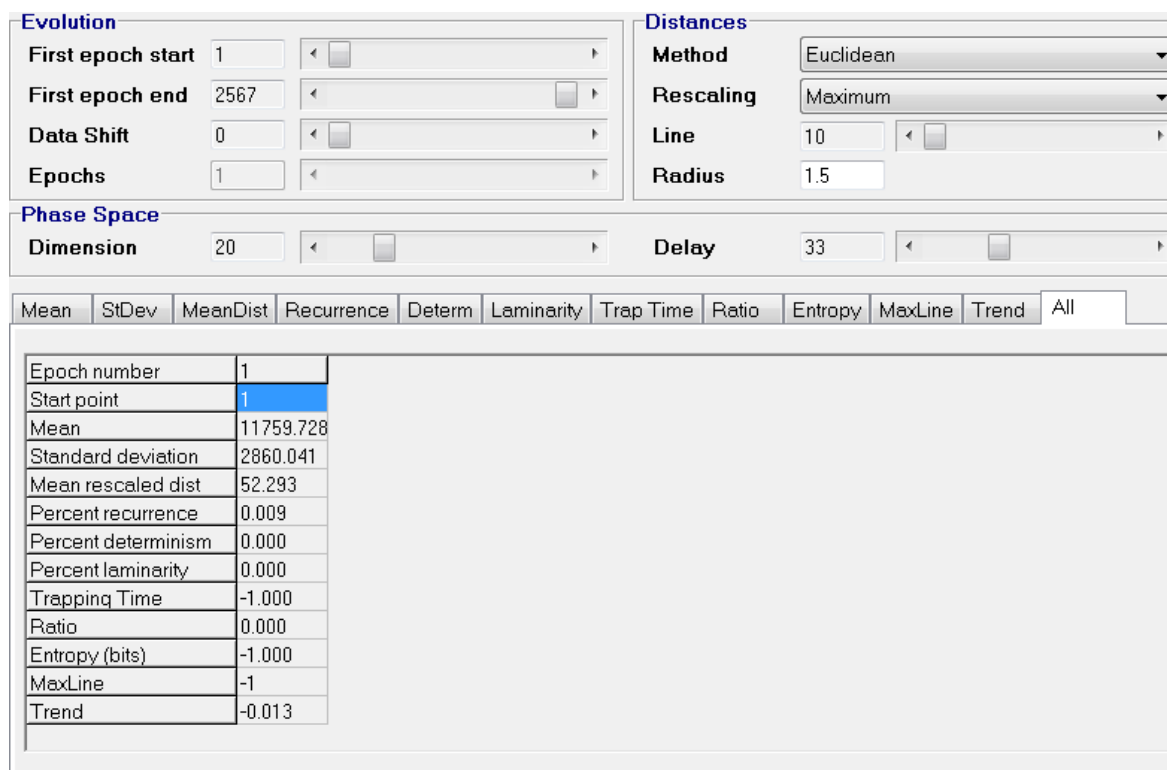 Evolution
First epoch start 1
First epoch end 2567
Data Shift 0
Epochs 1
Distances
Method Euclidean
Rescaling Maximum
Line 10
Radius 1.5
Phase Space
Dimension 20 Delay 33
Mean StDev MeanDist Recurrence Determ Laminarity Trap Time Ratio Entropy MaxLine Trend All
Epoch number 1
Start point 1
Mean 11759.728
Standard deviation 2860.041
Mean rescaled dist 52.293
Percent recurrence 0.009
Percent determinism 0.000
Percent laminarity 0.000
Trapping Time -1.000
Ratio 0.000
Entropy (bits) -1.000
MaxLine -1
Trend -0.013